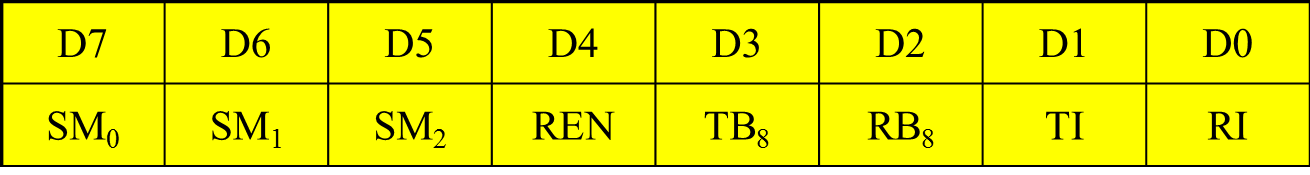 D7 D6 D5 D4 D3 D2 D1 D0
SM₀ SM₁ SM₂ REN TB₈ RB₈ TI RI